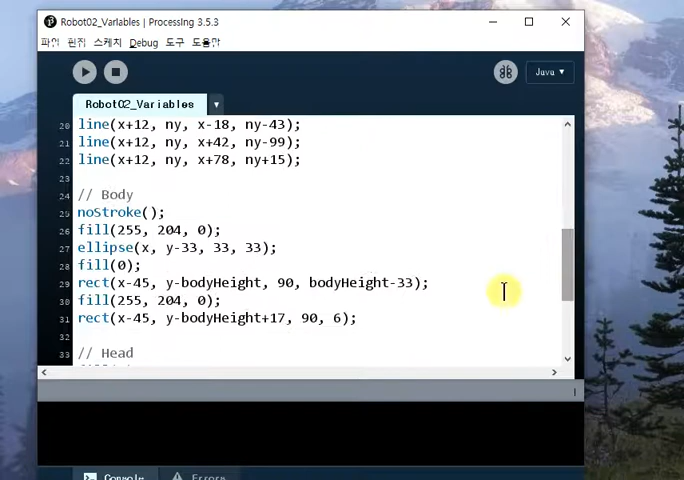 Robot02_Variables | Processing 3.5.3
파일 편집 스케치 Debug 도구 도움말
Java ▼
Robot02_Variables ▼
20 line(x+12, ny, x-18, ny-43);
21 line(x+12, ny, x+42, ny-99);
22 line(x+12, ny, x+78, ny+15);
23
24 // Body
25 noStroke();
26 fill(255, 204, 0);
27 ellipse(x, y-33, 33, 33);
28 fill(0);
29 rect(x-45, y-bodyHeight, 90, bodyHeight-33);
30 fill(255, 204, 0);
31 rect(x-45, y-bodyHeight+17, 90, 6);
32
33 // Head
Console Errors